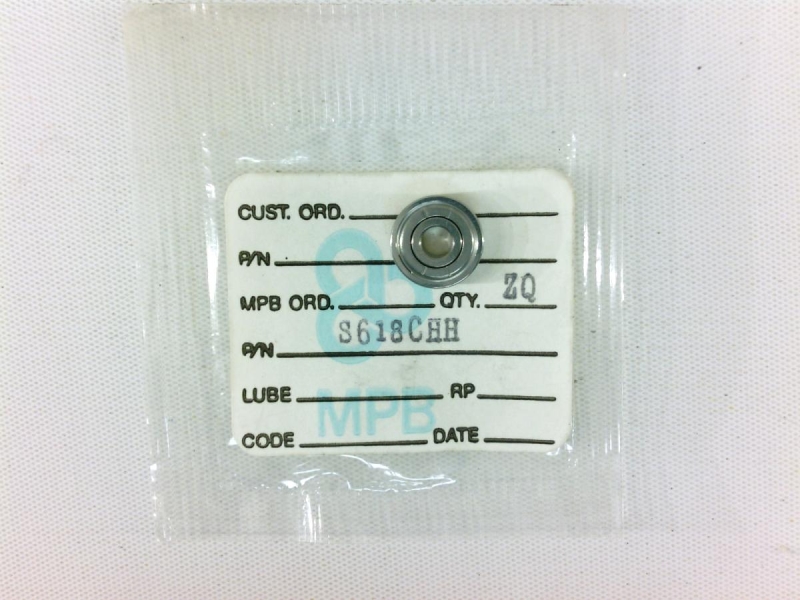 CUST. ORD.
P/N
MPB ORD. QTY. ZQ
S618CHH
P/N
LUBE RP
MPB
CODE DATE